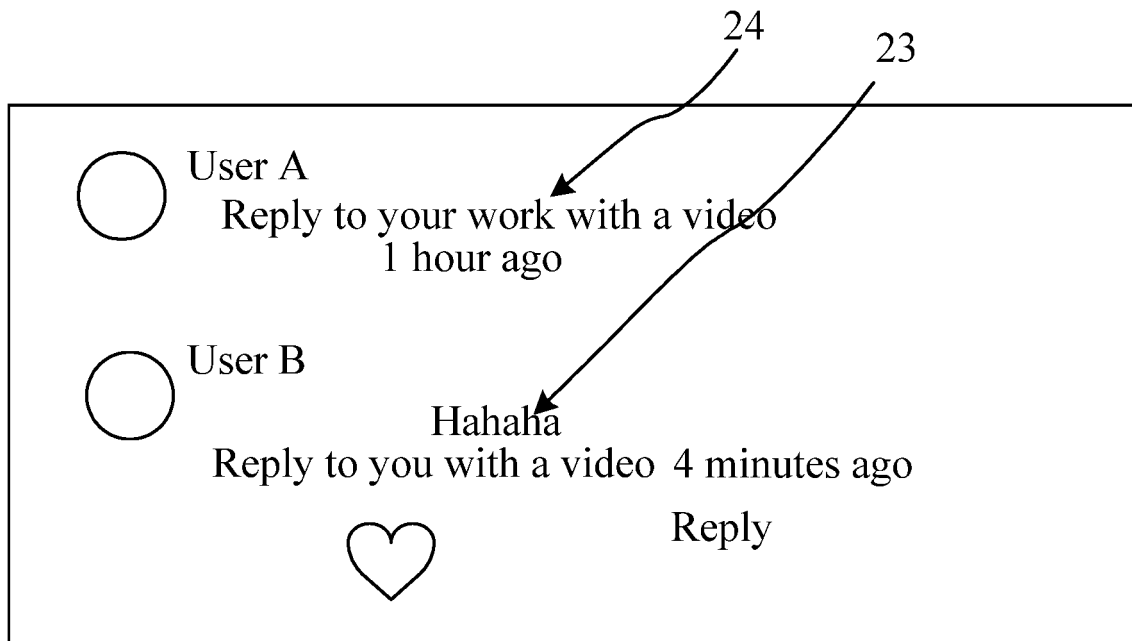 24
23
User A
Reply to your work with a video
1 hour ago
User B
Hahaha
Reply to you with a video 4 minutes ago
Reply